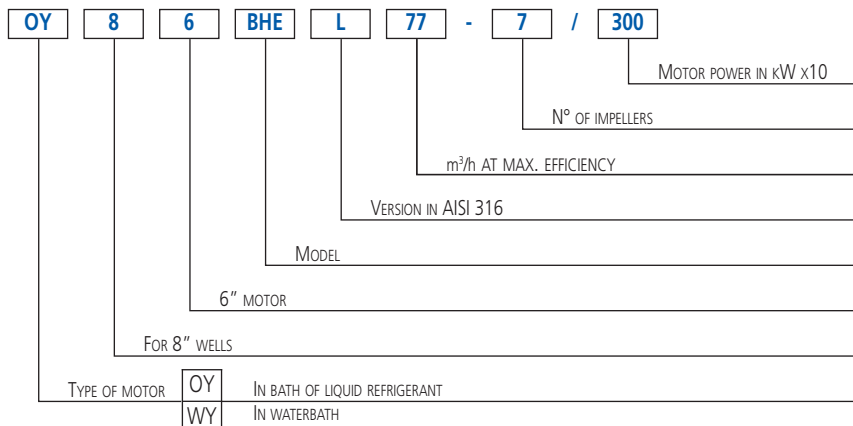 OY 8 6 BHE L 77 - 7 / 300
Motor power in kW x10
N° of impellers
m³/h AT MAX. EFFICIENCY
Version in AISI 316
Model
6” motor
For 8” wells
Type of motor OY In bath of liquid refrigerant
WY In waterbath